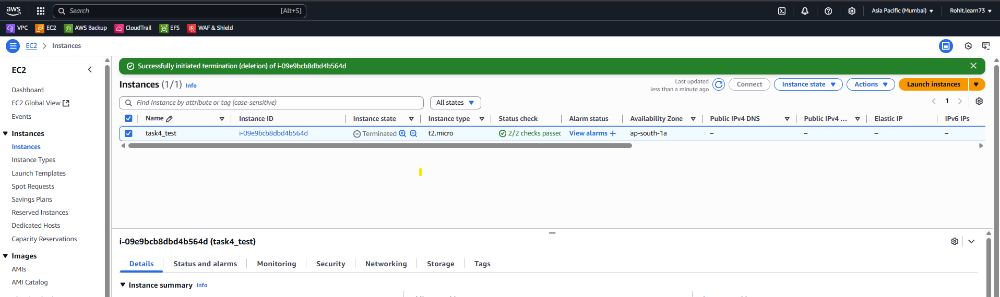 aws Search [Alt+S] Asia Pacific (Mumbai) Rohit.learn73
VPC EC2 AWS Backup CloudTrail EFS WAF & Shield
EC2 Instances
EC2
Dashboard
EC2 Global View
Events
Instances
Instances
Instance Types
Launch Templates
Spot Requests
Savings Plans
Reserved Instances
Dedicated Hosts
Capacity Reservations
Images
AMIs
AMI Catalog
Successfully initiated termination (deletion) of i-09e9bcb8dbd4b564d
Instances (1/1) Info
Last updated
less than a minute ago
Connect Instance state Actions Launch instances
Find Instance by attribute or tag (case-sensitive) All states 1
Name Instance ID Instance state Instance type Status check Alarm status Availability Zone Public IPv4 DNS Public IPv4 ... Elastic IP IPv6 IPs
task4_test i-09e9bcb8dbd4b564d Terminated t2.micro 2/2 checks passed View alarms + ap-south-1a – – – –
i-09e9bcb8dbd4b564d (task4_test)
Details Status and alarms Monitoring Security Networking Storage Tags
Instance summary Info